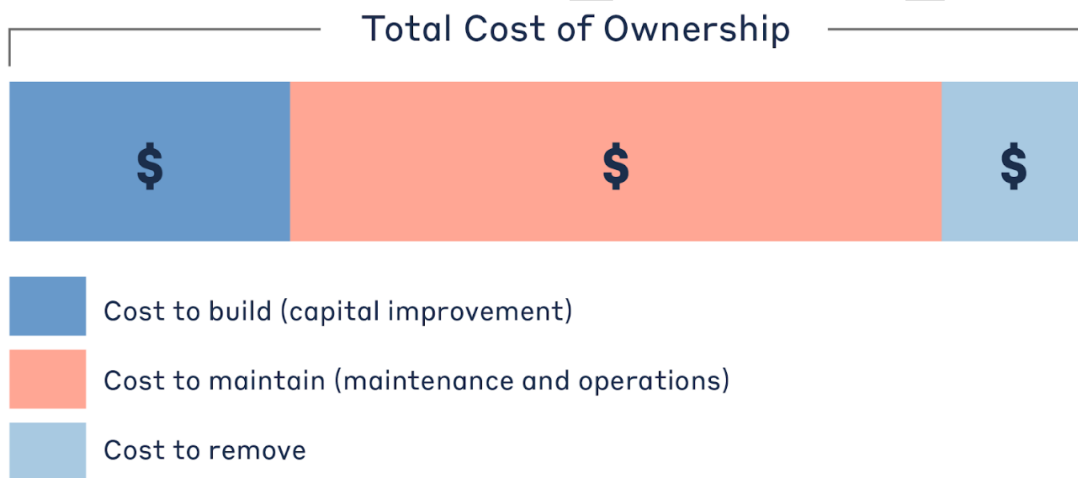 Total Cost of Ownership
$ $ $
Cost to build (capital improvement)
Cost to maintain (maintenance and operations)
Cost to remove